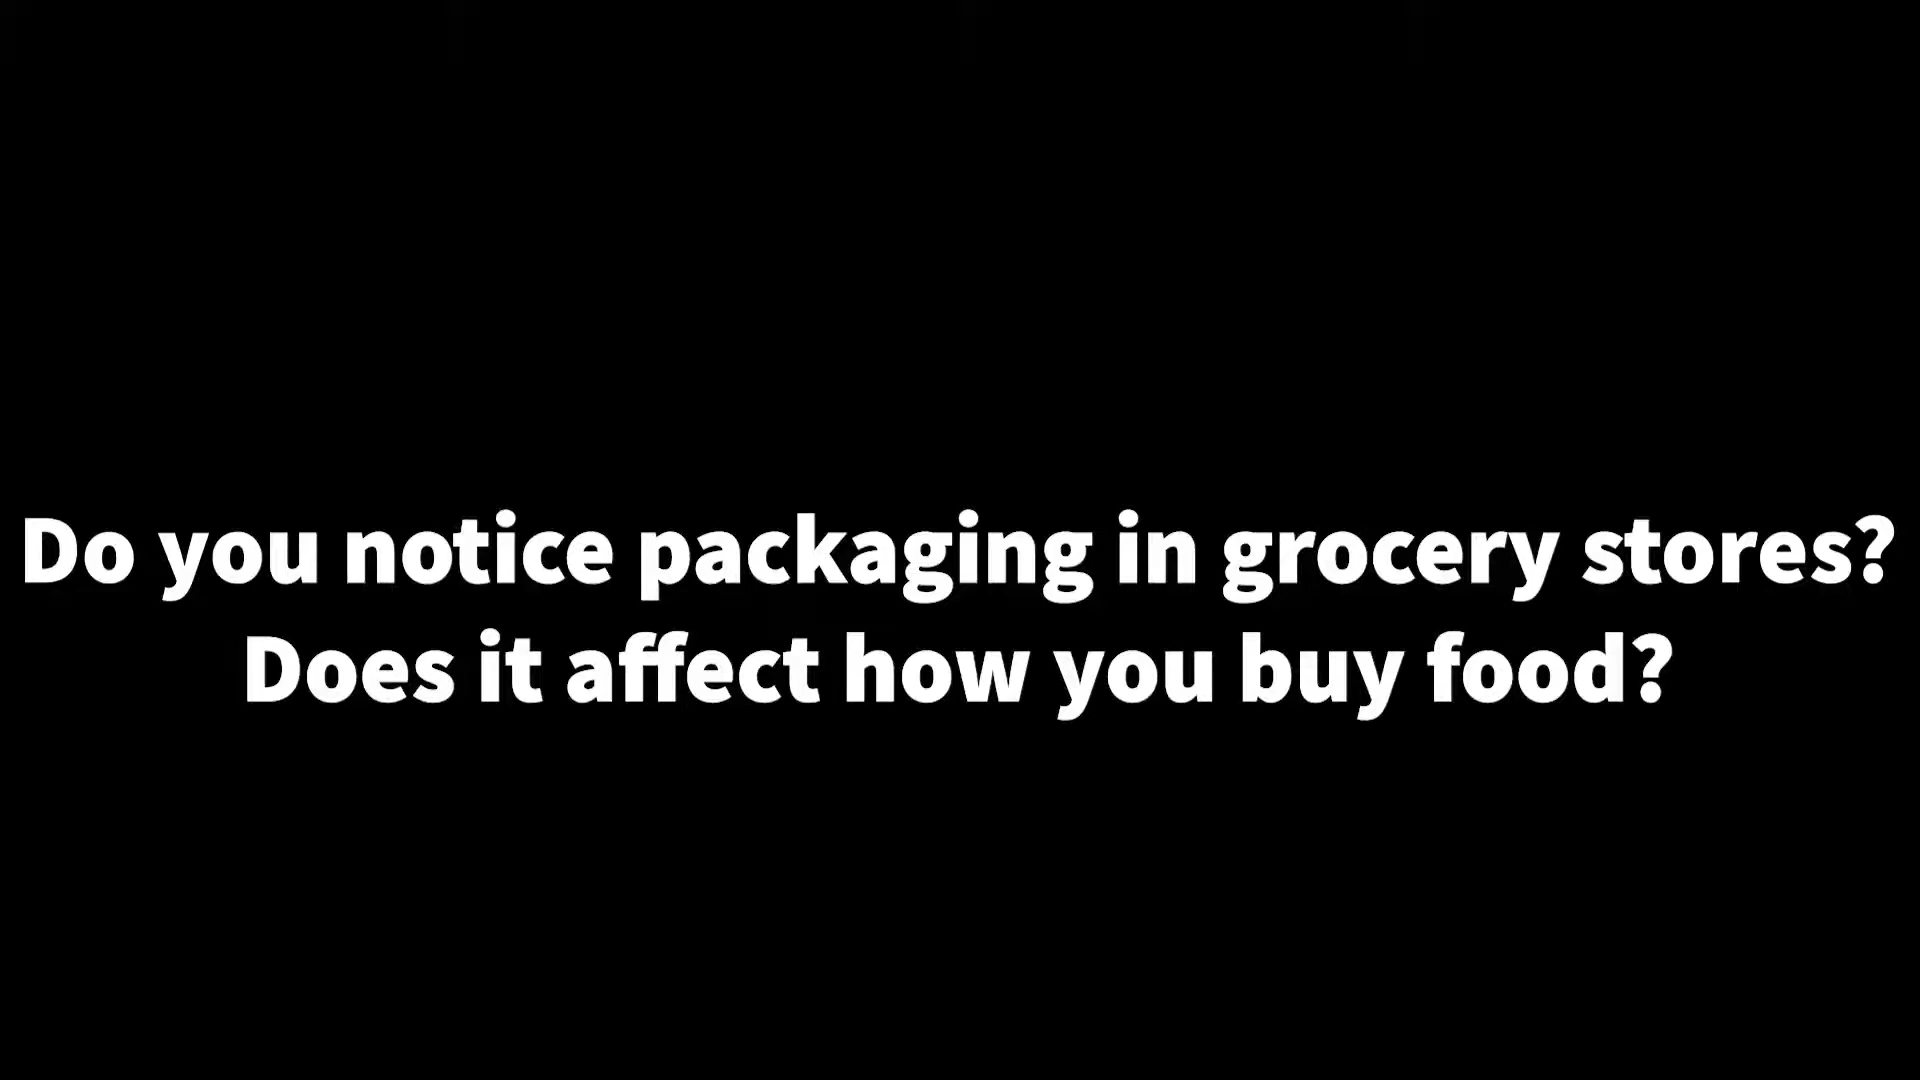 Do you notice packaging in grocery stores?
Does it affect how you buy food?